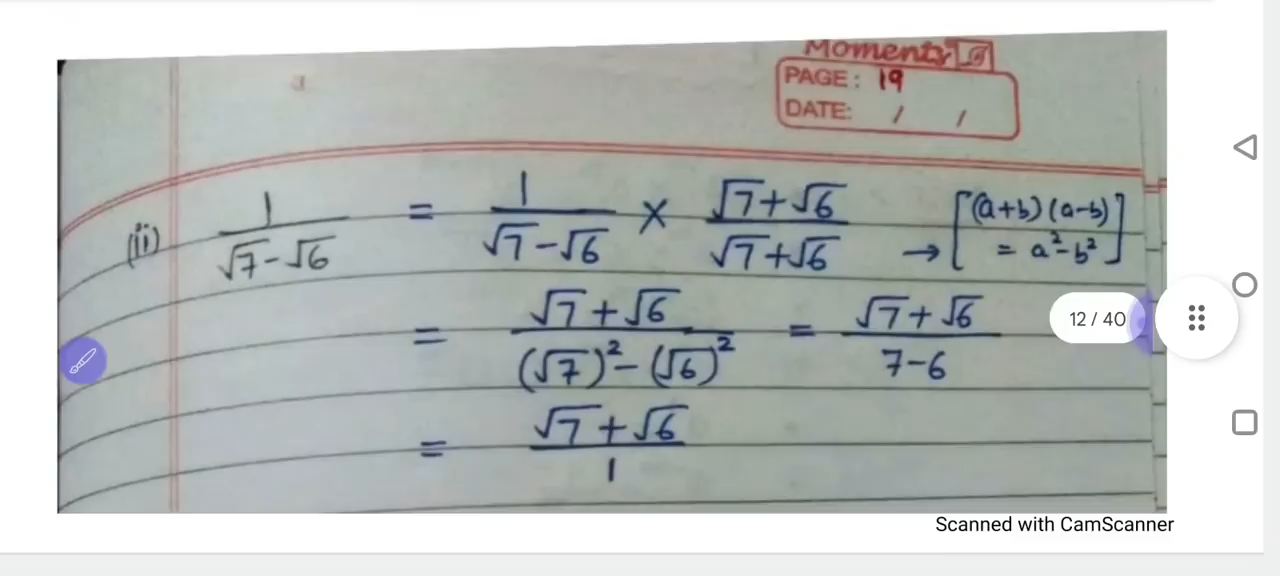 Moments
PAGE: 19
DATE: / /
(ii) 1/(√7-√6) = 1/(√7-√6) × (√7+√6)/(√7+√6) → [(a+b)(a-b) = a²-b²]
= (√7+√6)/((√7)²-(√6)²) = (√7+√6)/(7-6)
12 / 40
= (√7+√6)/1
Scanned with CamScanner